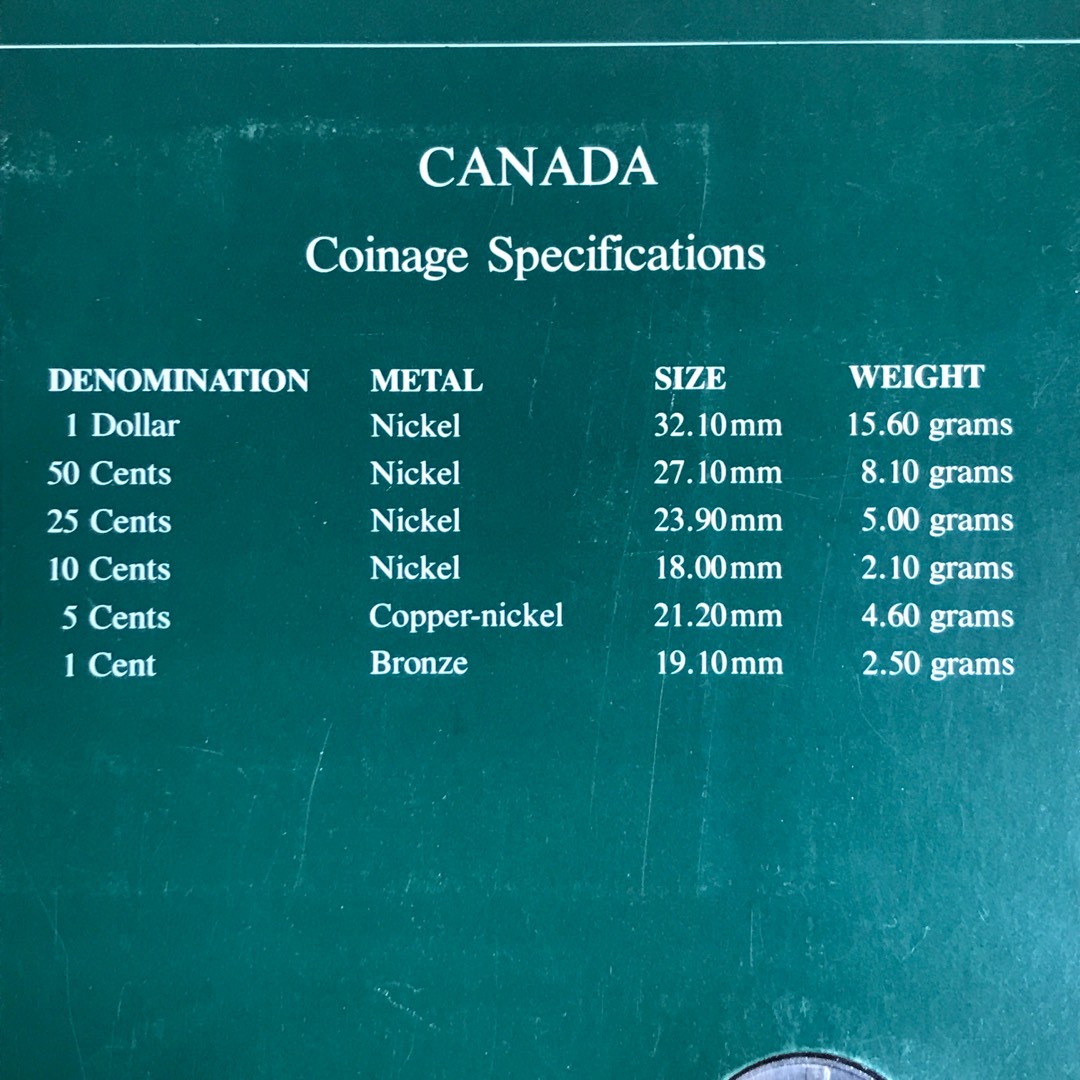 CANADA
Coinage Specifications
DENOMINATION METAL SIZE WEIGHT
1 Dollar Nickel 32.10mm 15.60 grams
50 Cents Nickel 27.10mm 8.10 grams
25 Cents Nickel 23.90mm 5.00 grams
10 Cents Nickel 18.00mm 2.10 grams
5 Cents Copper-nickel 21.20mm 4.60 grams
1 Cent Bronze 19.10mm 2.50 grams